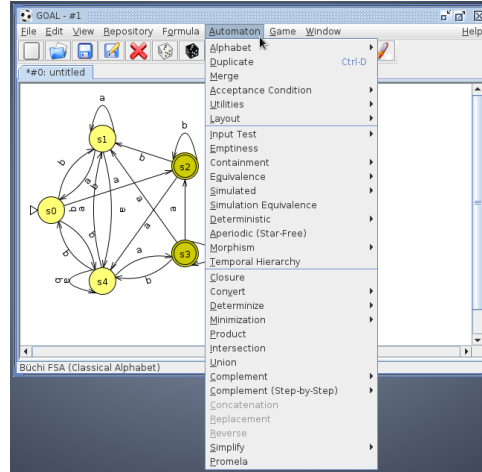 GOAL - #1
File Edit View Repository Formula Automaton Game Window Help
*#0: untitled
Alphabet
Duplicate Ctrl-D
Merge
Acceptance Condition
Utilities
Layout
Input Test
Emptiness
Containment
Equivalence
Simulated
Simulation Equivalence
Deterministic
Aperiodic (Star-Free)
Morphism
Temporal Hierarchy
Closure
Convert
Determinize
Minimization
Product
Intersection
Union
Complement
Complement (Step-by-Step)
Concatenation
Replacement
Reverse
Simplify
Promela
a
s1
b
s2
s0
s3
s4
Büchi FSA (Classical Alphabet)